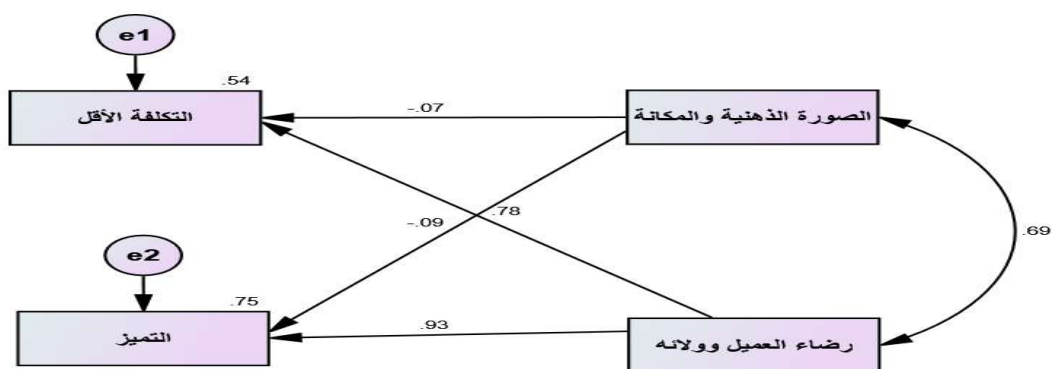 e1
.54
التكلفة الأقل
-.07
الصورة الذهنية والمكانة
-.09
.78
.69
e2
.75
التميز
.93
رضاء العميل وولائه